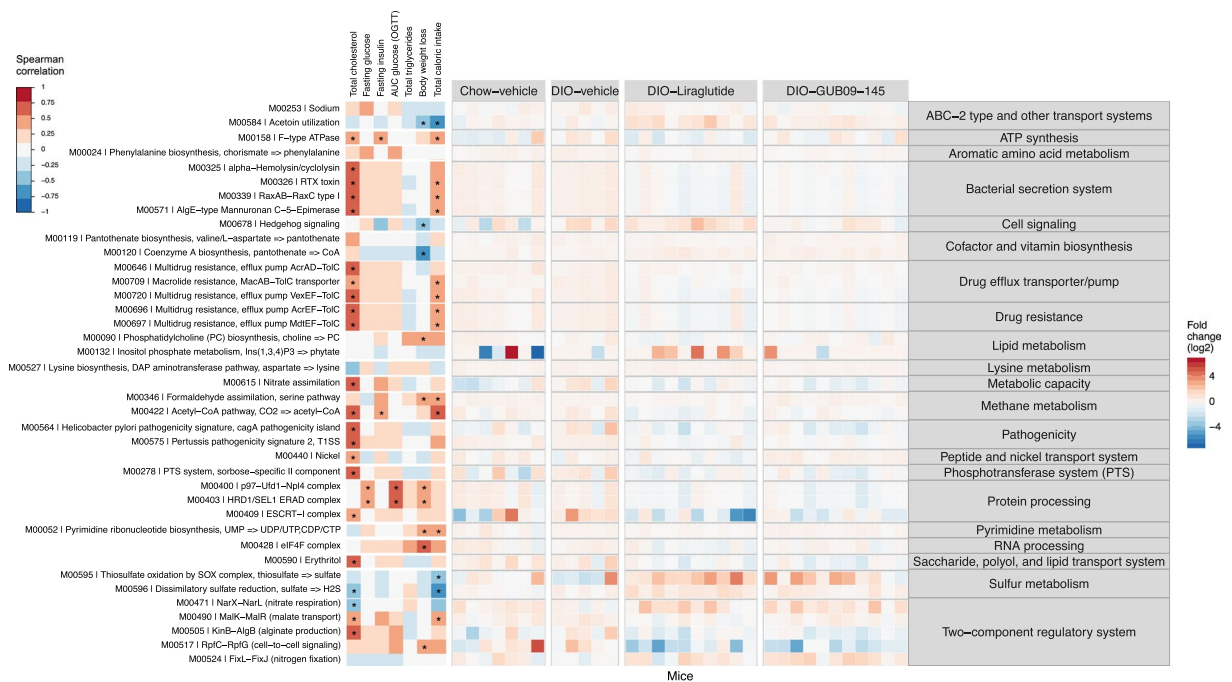 Spearman
correlation
1
0.75
0.5
0.25
0
−0.25
−0.5
−0.75
−1
Total cholesterol
Fasting glucose
Fasting insulin
AUC glucose (OGTT)
Total triglycerides
Body weight loss
Total caloric intake
Chow−vehicle
DIO−vehicle
DIO−Liraglutide
DIO−GUB09−145
M00253 | Sodium
M00584 | Acetoin utilization
M00158 | F−type ATPase
M00024 | Phenylalanine biosynthesis, chorismate => phenylalanine
M00325 | alpha−Hemolysin/cyclolysin
M00326 | RTX toxin
M00339 | RaxAB−RaxC type I
M00571 | AlgE−type Mannuronan C−5−Epimerase
M00678 | Hedgehog signaling
M00119 | Pantothenate biosynthesis, valine/L−aspartate => pantothenate
M00120 | Coenzyme A biosynthesis, pantothenate => CoA
M00646 | Multidrug resistance, efflux pump AcrAD−TolC
M00709 | Macrolide resistance, MacAB−TolC transporter
M00720 | Multidrug resistance, efflux pump VexEF−TolC
M00696 | Multidrug resistance, efflux pump AcrEF−TolC
M00697 | Multidrug resistance, efflux pump MdtEF−TolC
M00090 | Phosphatidylcholine (PC) biosynthesis, choline => PC
M00132 | Inositol phosphate metabolism, Ins(1,3,4)P3 => phytate
M00527 | Lysine biosynthesis, DAP aminotransferase pathway, aspartate => lysine
M00615 | Nitrate assimilation
M00346 | Formaldehyde assimilation, serine pathway
M00422 | Acetyl−CoA pathway, CO2 => acetyl−CoA
M00564 | Helicobacter pylori pathogenicity signature, cagA pathogenicity island
M00575 | Pertussis pathogenicity signature 2, T1SS
M00440 | Nickel
M00278 | PTS system, sorbose−specific II component
M00400 | p97−Ufd1−Npl4 complex
M00403 | HRD1/SEL1 ERAD complex
M00409 | ESCRT−I complex
M00052 | Pyrimidine ribonucleotide biosynthesis, UMP => UDP/UTP,CDP/CTP
M00428 | eIF4F complex
M00590 | Erythritol
M00595 | Thiosulfate oxidation by SOX complex, thiosulfate => sulfate
M00596 | Dissimilatory sulfate reduction, sulfate => H2S
M00471 | NarX−NarL (nitrate respiration)
M00490 | MalK−MalR (malate transport)
M00505 | KinB−AlgB (alginate production)
M00517 | RpfC−RpfG (cell−to−cell signaling)
M00524 | FixL−FixJ (nitrogen fixation)
ABC−2 type and other transport systems
ATP synthesis
Aromatic amino acid metabolism
Bacterial secretion system
Cell signaling
Cofactor and vitamin biosynthesis
Drug efflux transporter/pump
Drug resistance
Lipid metabolism
Lysine metabolism
Metabolic capacity
Methane metabolism
Pathogenicity
Peptide and nickel transport system
Phosphotransferase system (PTS)
Protein processing
Pyrimidine metabolism
RNA processing
Saccharide, polyol, and lipid transport system
Sulfur metabolism
Two−component regulatory system
Fold
change
(log2)
4
0
−4
Mice